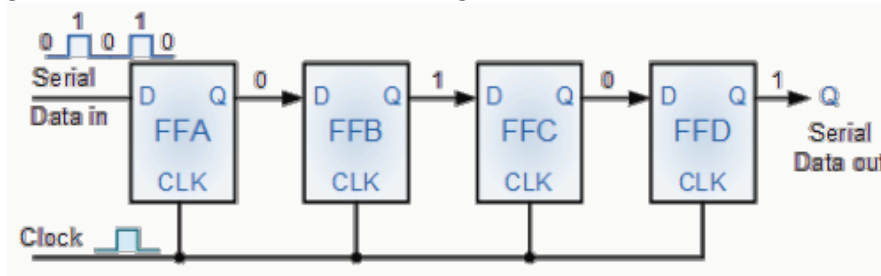 1 1
0 0 0
Serial
Data in
D Q 0 D Q 1 D Q 0 D Q 1 Q
FFA FFB FFC FFD
Serial
Data out
CLK CLK CLK CLK
Clock